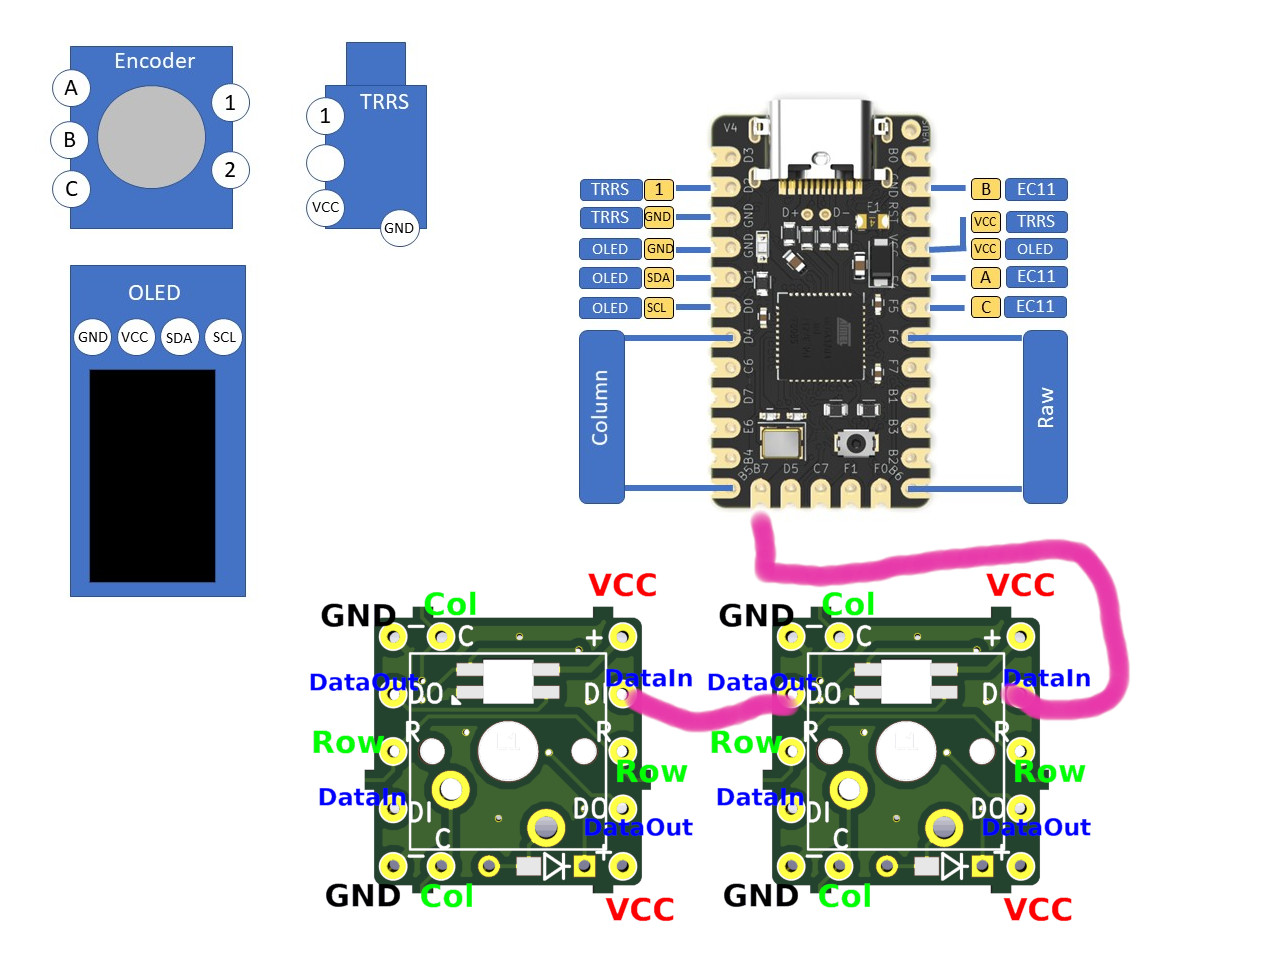 Encoder
A
B
C
1
2
TRRS
1
VCC
GND
OLED
GND
VCC
SDA
SCL
TRRS 1
TRRS GND
OLED GND
OLED SDA
OLED SCL
Column
V4
D3
D2
GND
GND
D1
D0
D4
C6
D7
E6
B4
B5
B7
D5
C7
F1
F0
B6
B2
B3
B1
F7
F6
F5
RST
GND
B0
D+
D-
B EC11
VCC TRRS
VCC OLED
A EC11
C EC11
Raw
GND
Col
VCC
C
+
DataOut
DO
DI
DataIn
Row
R
R
Row
DataIn
DI
DO
DataOut
C
+
GND
Col
VCC
GND
Col
VCC
C
+
DataOut
DO
DI
DataIn
Row
R
R
Row
DataIn
DI
DO
DataOut
C
+
GND
Col
VCC